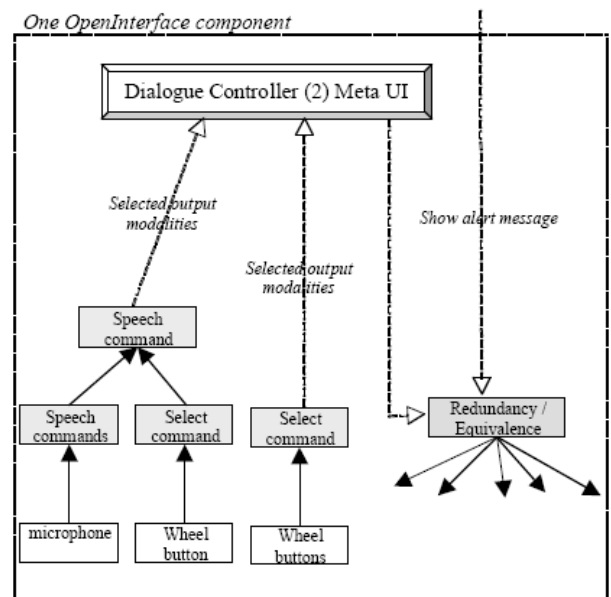 One OpenInterface component
Dialogue Controller (2) Meta UI
Selected output
modalities
Show alert message
Selected output
modalities
Speech
command
Speech
commands
Select
command
Select
command
Redundancy /
Equivalence
microphone
Wheel
button
Wheel
buttons